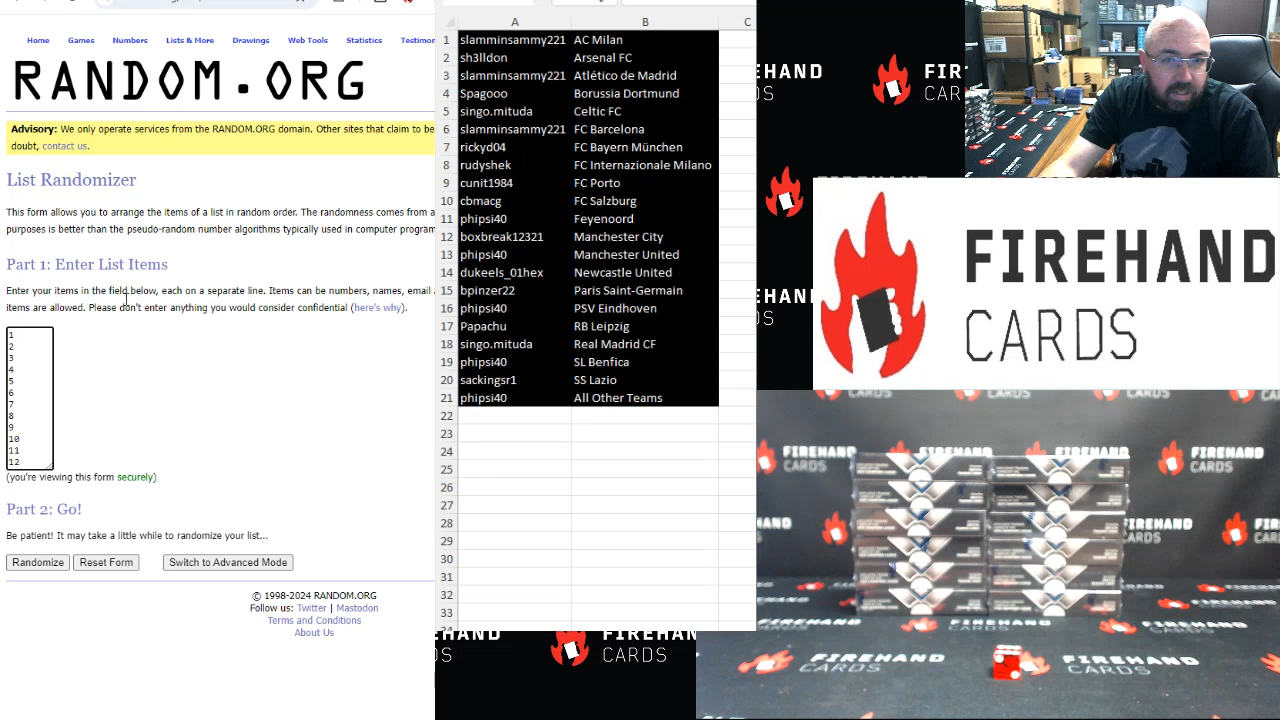 Home Games Numbers Lists & More Drawings Web Tools Statistics Testimor
RANDOM.ORG
Advisory: We only operate services from the RANDOM.ORG domain. Other sites that claim to be
doubt, contact us.
List Randomizer
This form allows you to arrange the items of a list in random order. The randomness comes from a
purposes is better than the pseudo-random number algorithms typically used in computer program
Part 1: Enter List Items
Enter your items in the field below, each on a separate line. Items can be numbers, names, email
items are allowed. Please don't enter anything you would consider confidential (here's why).
1
2
3
4
5
6
7
8
9
10
11
12
(you're viewing this form securely)
Part 2: Go!
Be patient! It may take a little while to randomize your list...
Randomize Reset Form Switch to Advanced Mode
© 1998-2024 RANDOM.ORG
Follow us: Twitter | Mastodon
Terms and Conditions
About Us
A B C
1 slamminsammy221 AC Milan
2 sh3lldon Arsenal FC
3 slamminsammy221 Atlético de Madrid
4 Spagooo Borussia Dortmund
5 singo.mituda Celtic FC
6 slamminsammy221 FC Barcelona
7 rickyd04 FC Bayern München
8 rudyshek FC Internazionale Milano
9 cunit1984 FC Porto
10 cbmacg FC Salzburg
11 phipsi40 Feyenoord
12 boxbreak12321 Manchester City
13 phipsi40 Manchester United
14 dukeels_01hex Newcastle United
15 bpinzer22 Paris Saint-Germain
16 phipsi40 PSV Eindhoven
17 Papachu RB Leipzig
18 singo.mituda Real Madrid CF
19 phipsi40 SL Benfica
20 sackingsr1 SS Lazio
21 phipsi40 All Other Teams
22
23
24
25
26
27
28
29
30
31
32
33
FIREHAND
CARDS
FIREHAND
CARDS